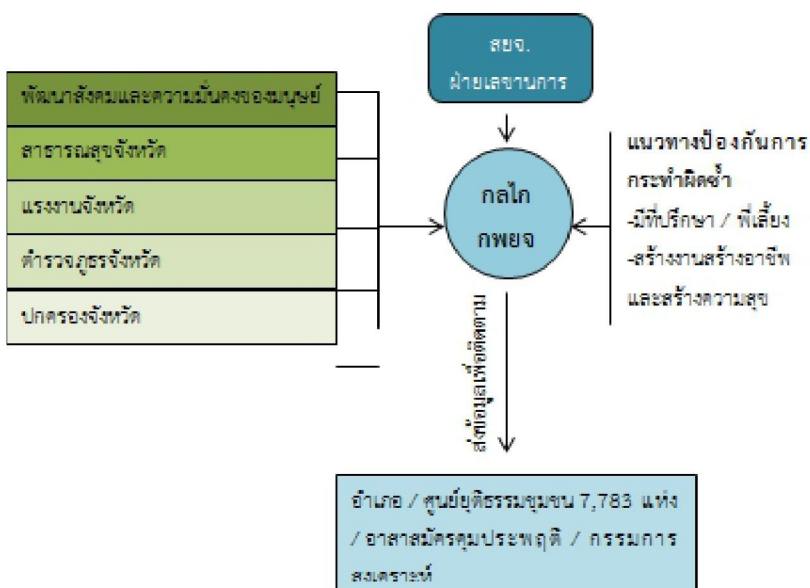 สยจ.
ฝ่ายเลขานการ
พัฒนาสังคมและความมั่นคงของมนุษย์
สาธารณสุขจังหวัด
แรงงานจังหวัด
ตำรวจภูธรจังหวัด
ปกครองจังหวัด
กลไก
กพยจ
แนวทางป้องกันการ
กระทำผิดซ้ำ
-มีที่ปรึกษา / พี่เลี้ยง
-สร้างงานสร้างอาชีพ
และสร้างความสุข
ส่งข้อมูลเพื่อติดตาม
อำเภอ / ศูนย์ยุติธรรมชุมชน 7,783 แห่ง
/ อาสาสมัครคุมประพฤติ / กรรมการ
สงเคราะห์